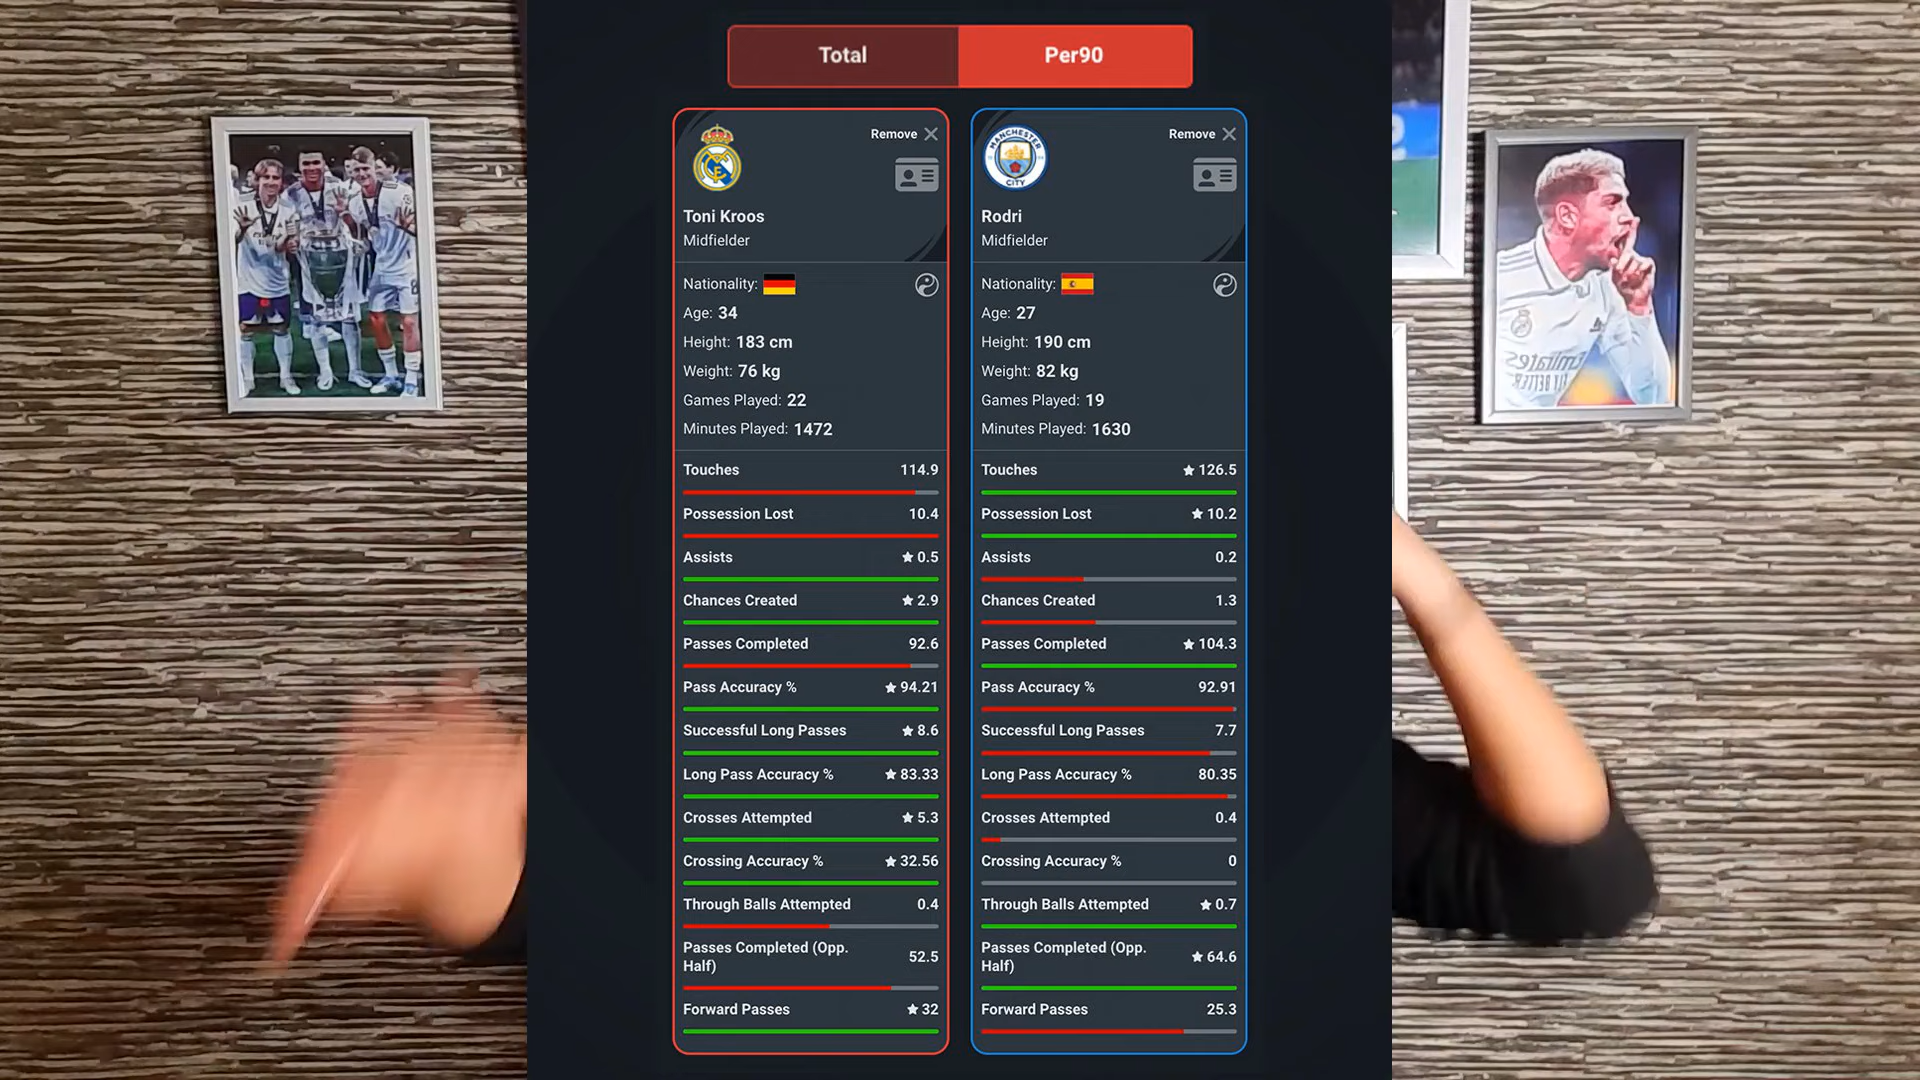 Total
Per90
Remove
Toni Kroos
Midfielder
Nationality:
Age: 34
Height: 183 cm
Weight: 76 kg
Games Played: 22
Minutes Played: 1472
Touches 114.9
Possession Lost 10.4
Assists ★ 0.5
Chances Created ★ 2.9
Passes Completed 92.6
Pass Accuracy % ★ 94.21
Successful Long Passes ★ 8.6
Long Pass Accuracy % ★ 83.33
Crosses Attempted ★ 5.3
Crossing Accuracy % ★ 32.56
Through Balls Attempted 0.4
Passes Completed (Opp.
Half) 52.5
Forward Passes ★ 32
Remove
MANCHESTER
CITY
Rodri
Midfielder
Nationality:
Age: 27
Height: 190 cm
Weight: 82 kg
Games Played: 19
Minutes Played: 1630
Touches ★ 126.5
Possession Lost ★ 10.2
Assists 0.2
Chances Created 1.3
Passes Completed ★ 104.3
Pass Accuracy % 92.91
Successful Long Passes 7.7
Long Pass Accuracy % 80.35
Crosses Attempted 0.4
Crossing Accuracy % 0
Through Balls Attempted ★ 0.7
Passes Completed (Opp.
Half) ★ 64.6
Forward Passes 25.3
Emirates
FLY BETTER